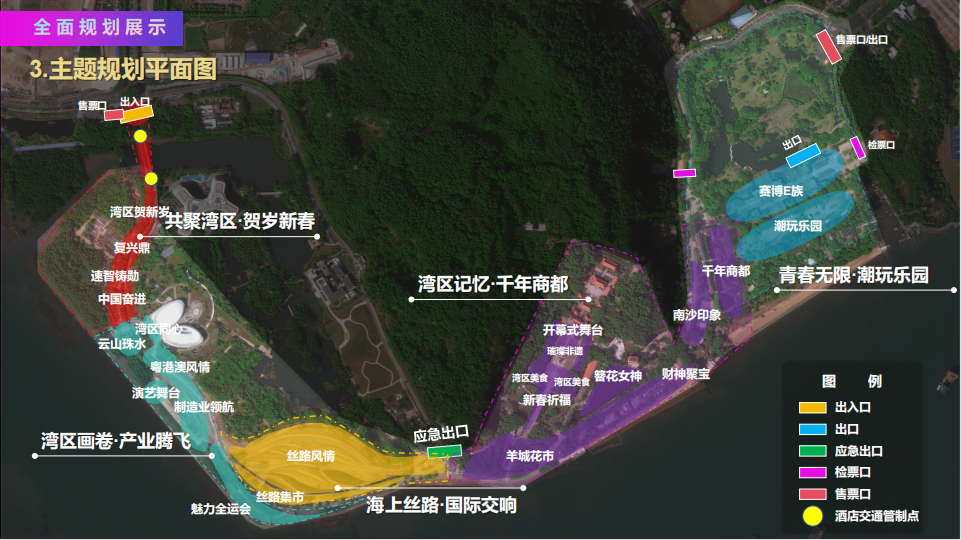 全面规划展示
3.主题规划平面图
售票口
出入口
售票口/出口
出口
检票口
赛博E族
潮玩乐园
湾区贺新岁
共聚湾区·贺岁新春
复兴鼎
速智铸勋
中国奋进
湾区同心
云山珠水
粤港澳风情
演艺舞台
制造业领航
湾区画卷·产业腾飞
湾区记忆·千年商都
千年商都
青春无限·潮玩乐园
南沙印象
开幕式舞台
璀璨非遗
湾区美食
湾区美食
簪花女神
财神聚宝
新春祈福
应急出口
丝路风情
羊城花市
丝路集市
魅力全运会
海上丝路·国际交响
图 例
出入口
出口
应急出口
检票口
售票口
酒店交通管制点